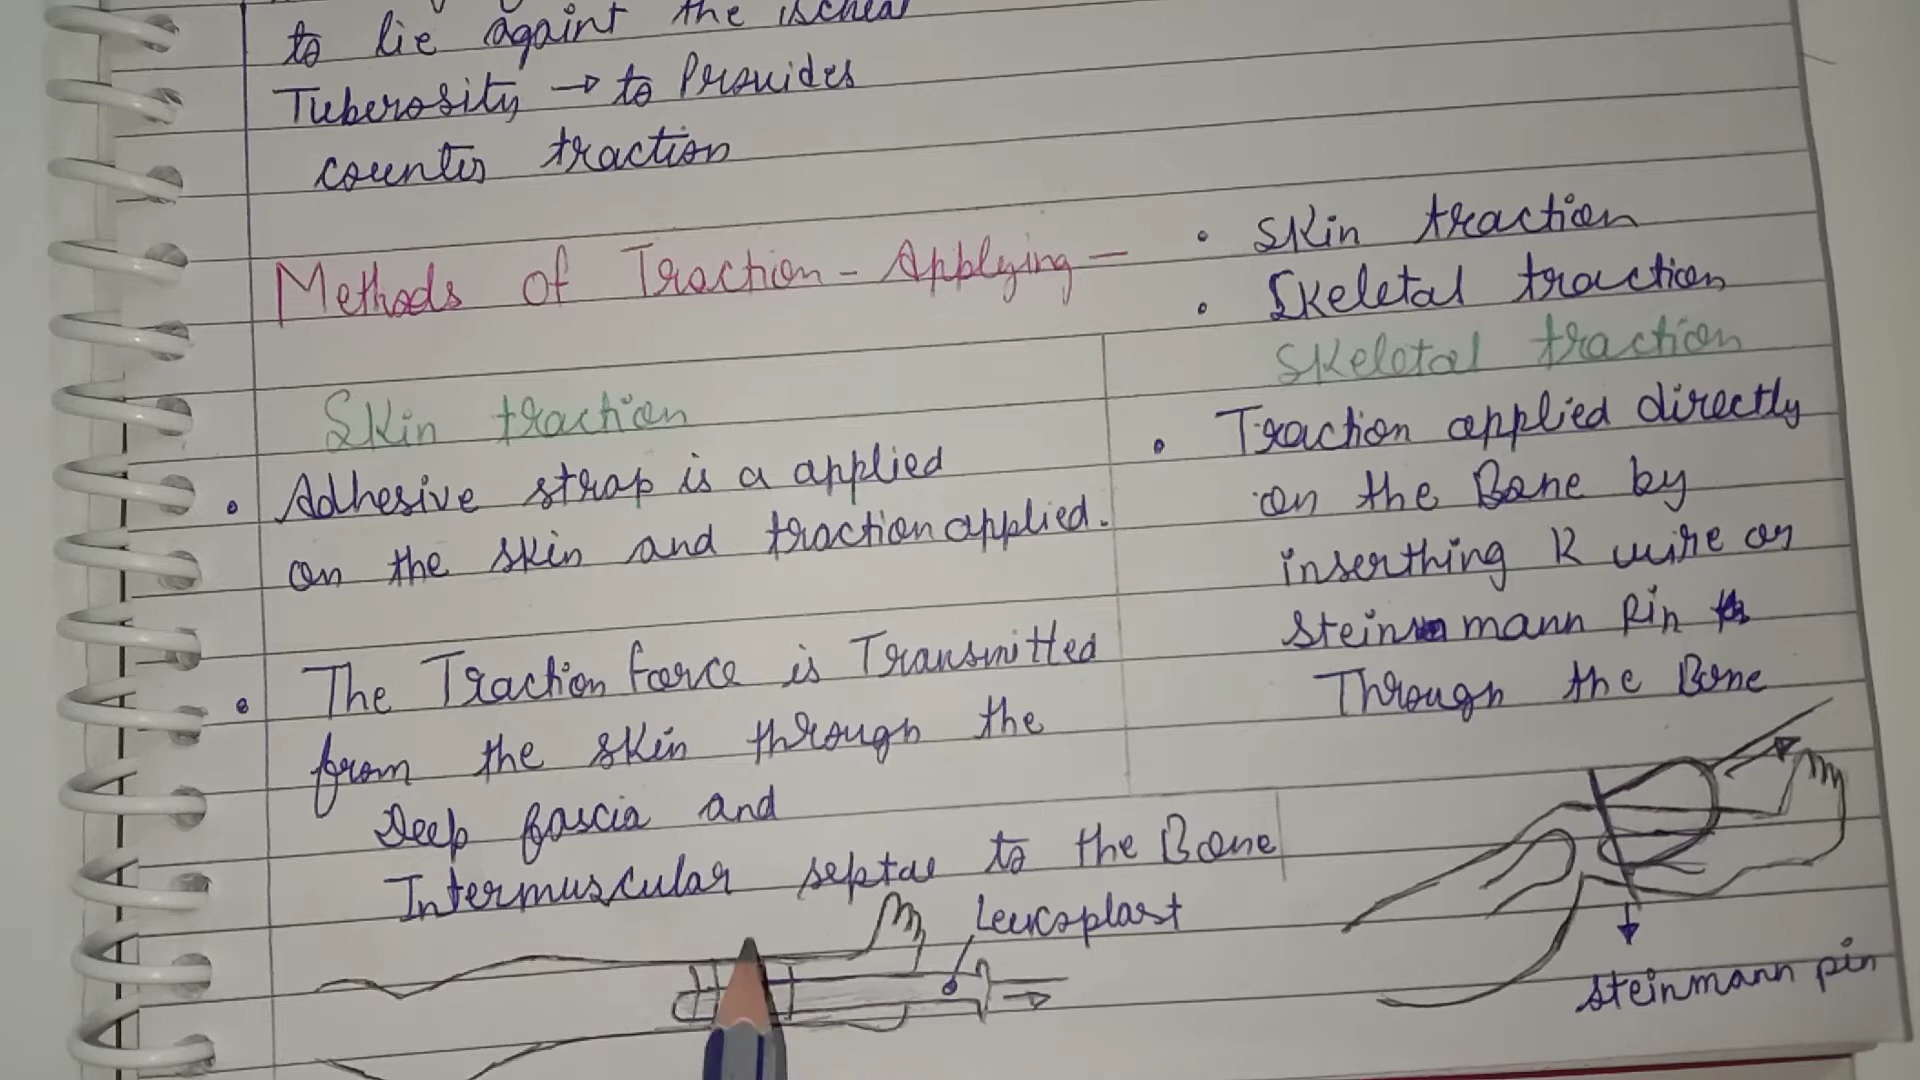 to lie againt the ischeal
Tuberosity → to Provides
counter traction
Methods of Traction - Applying —
• Skin traction
• Skeletal traction
Skin traction
• Adhesive strap is a applied
on the skin and traction applied.
• The Traction Force is Transmitted
from the skin through the
Deep fascia and
Intermuscular septae to the Bone
Leucoplast
Skeletal traction
• Traction applied directly
on the Bone by
inserthing K wire or
steinmann Pin
Through the Bone
steinmann pin